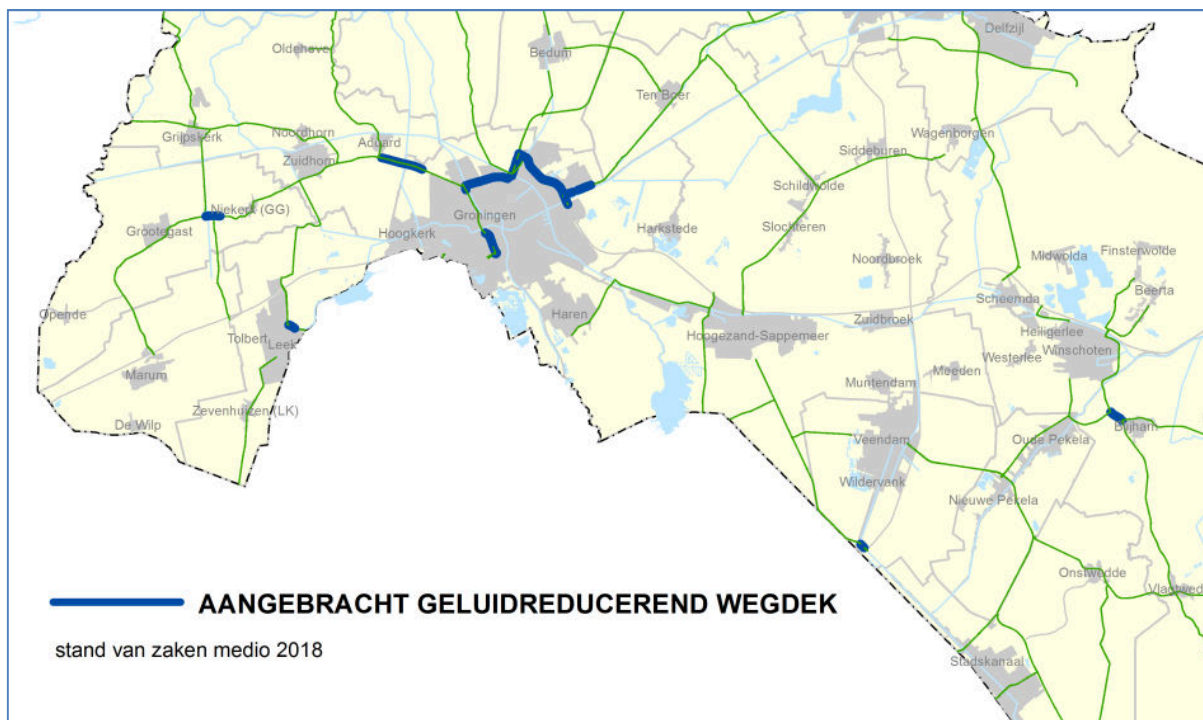 Delfzijl
Oldehove
Bedum
Ten Boer
Grijpskerk
Noordhorn
Aduard
Wagenborgen
Zuidhorn
Siddeburen
Schildwolde
Niekerk (GG)
Groningen
Grootegast
Hoogkerk
Harkstede
Slochteren
Midwolda
Finsterwolde
Noordbroek
Beerta
Scheemda
Opende
Haren
Zuidbroek
Heiligerlee
Tolbert
Leek
Hoogezand-Sappemeer
Winschoten
Westerlee
Marum
Meeden
Muntendam
Zevenhuizen (LK)
De Wilp
Veendam
Oude Pekela
Blijham
Wildervank
Nieuwe Pekela
Onstwedde
Vlagtwed
AANGEBRACHT GELUIDREDUCEREND WEGDEK
stand van zaken medio 2018
Stadskanaal